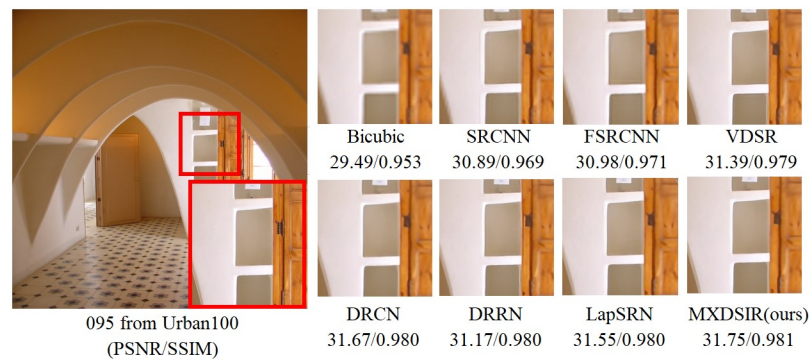 Bicubic
29.49/0.953
SRCNN
30.89/0.969
FSRCNN
30.98/0.971
VDSR
31.39/0.979
DRCN
31.67/0.980
DRRN
31.17/0.980
LapSRN
31.55/0.980
MXDSIR(ours)
31.75/0.981
095 from Urban100
(PSNR/SSIM)